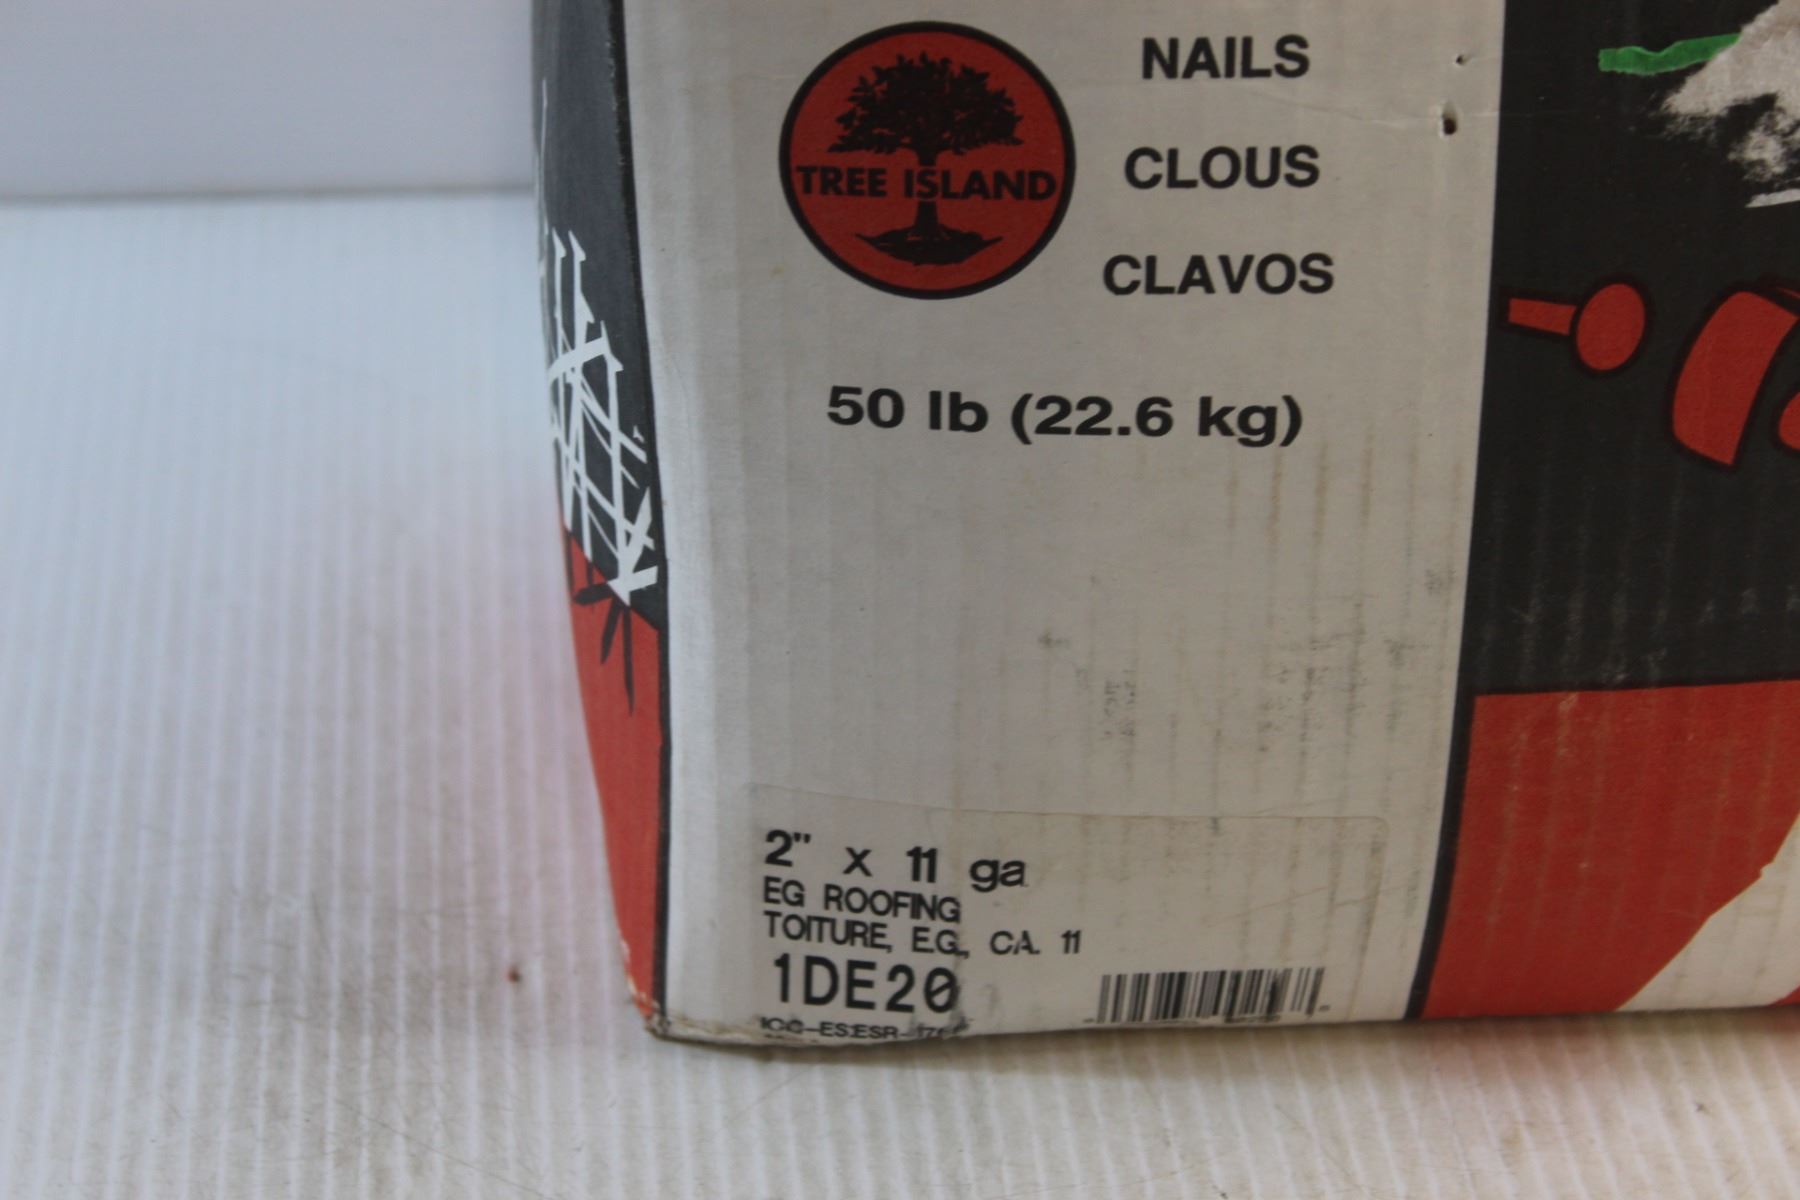 NAILS
TREE ISLAND
CLOUS
CLAVOS
50 lb (22.6 kg)
2" x 11 ga
EG ROOFING
TOITURE, E.G., CA. 11
1DE20